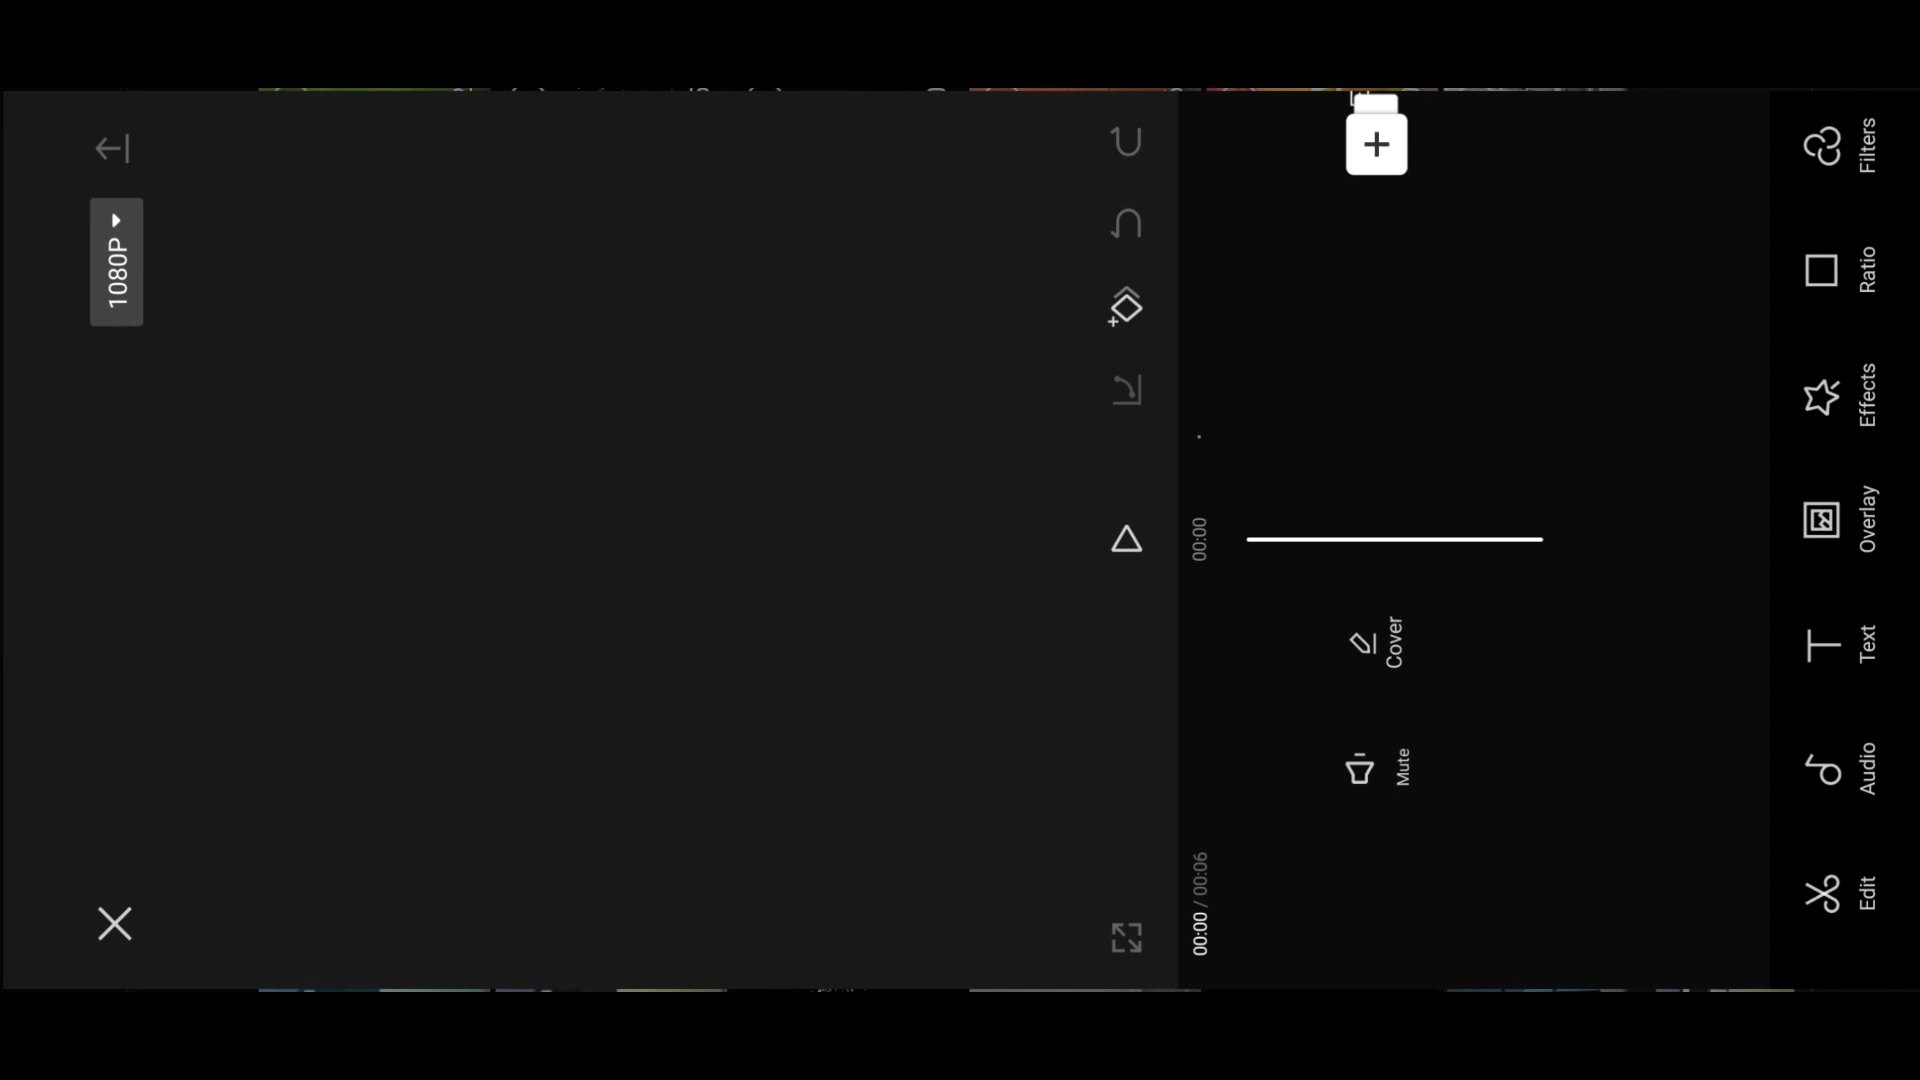 1080P
00:00 / 00:06
00:00
Mute
Cover
Edit
Audio
Text
Overlay
Effects
Ratio
Filters